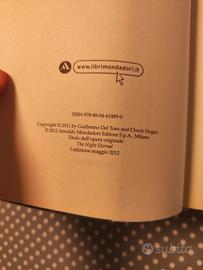 www.librimondadori.it
ISBN 978-88-04-61489-0
Copyright © 2011 by Guillermo Del Toro and Chuck Hogan
© 2012 Arnoldo Mondadori Editore S.p.A., Milano
Titolo dell'opera originale
The Night Eternal
I edizione maggio 2012
subito